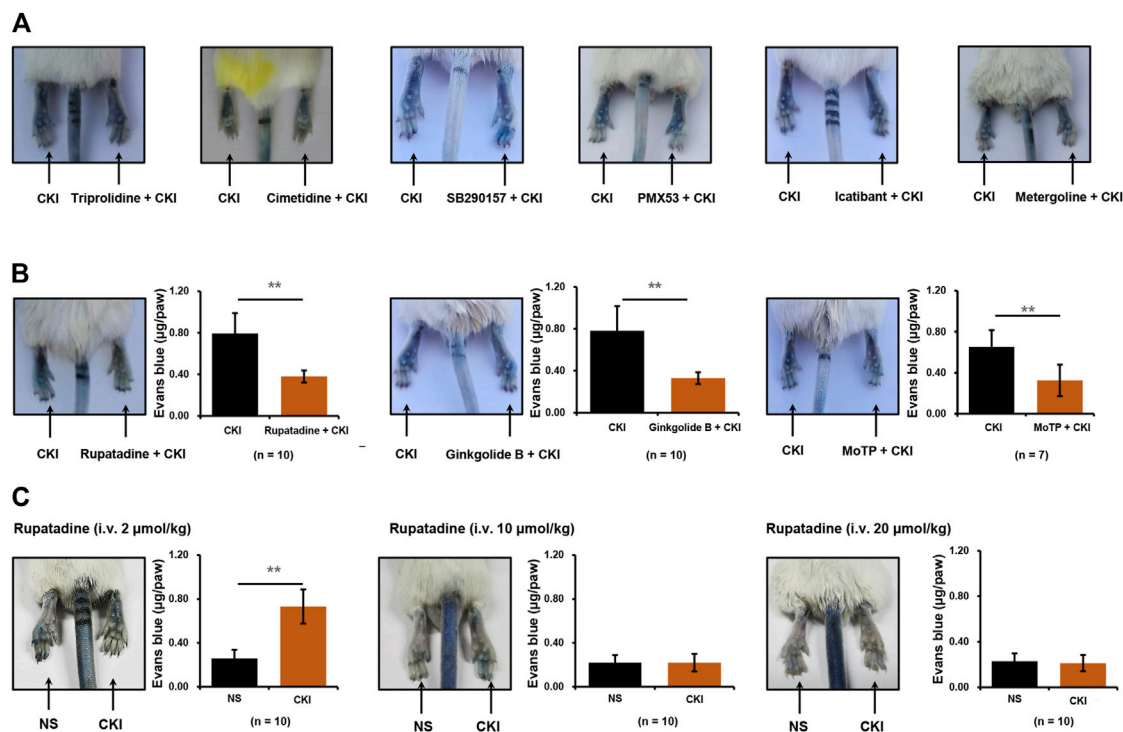 A
CKI Triprolidine + CKI
CKI Cimetidine + CKI
CKI SB290157 + CKI
CKI PMX53 + CKI
CKI Icatibant + CKI
CKI Metergoline + CKI
B
Evans blue (µg/paw)
1.20
0.80
0.40
0.00
**
CKI Rupatadine + CKI
(n = 10)
CKI Rupatadine + CKI
Evans blue (µg/paw)
1.20
0.80
0.40
0.00
**
CKI Ginkgolide B + CKI
(n = 10)
CKI Ginkgolide B + CKI
Evans blue (µg/paw)
1.20
0.80
0.40
0.00
**
CKI MoTP + CKI
(n = 7)
CKI MoTP + CKI
C
Rupatadine (i.v. 2 µmol/kg)
Evans blue (µg/paw)
1.20
0.80
0.40
0.00
**
NS CKI
(n = 10)
NS CKI
Rupatadine (i.v. 10 µmol/kg)
Evans blue (µg/paw)
1.20
0.80
0.40
0.00
NS CKI
(n = 10)
NS CKI
Rupatadine (i.v. 20 µmol/kg)
Evans blue (µg/paw)
1.20
0.80
0.40
0.00
NS CKI
(n = 10)
NS CKI